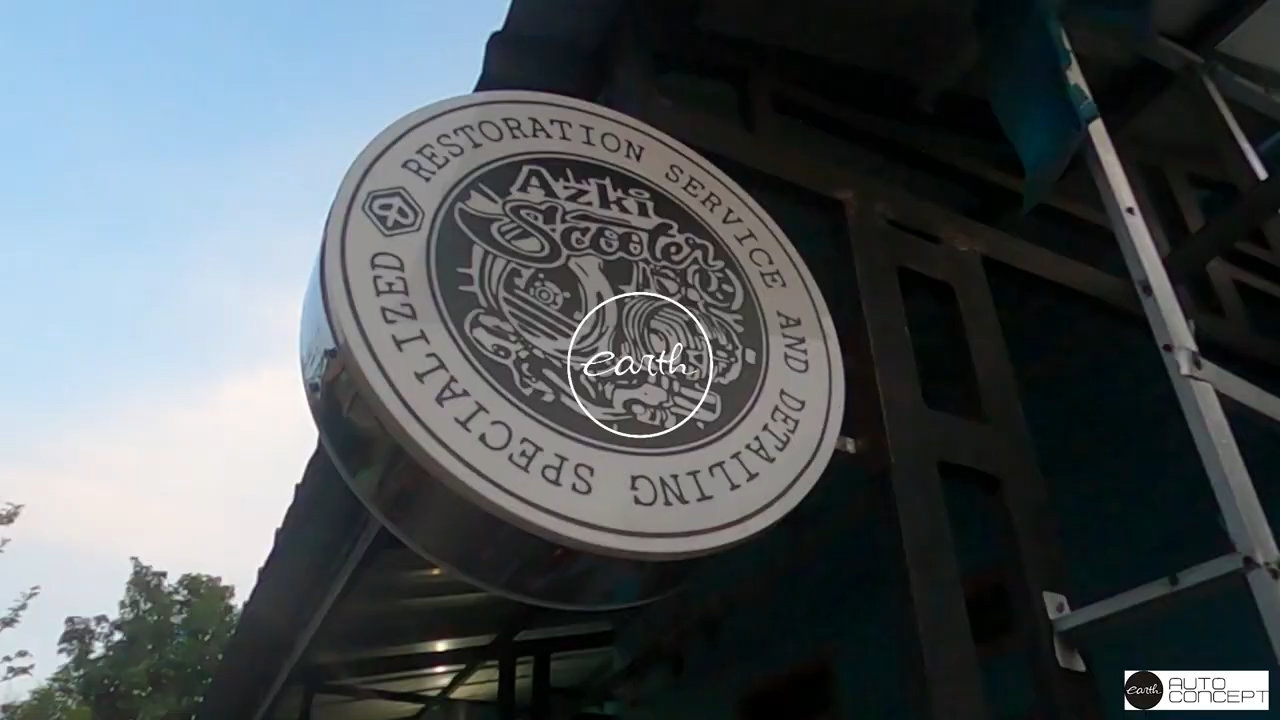 SPECIALIZED RESTORATION SERVICE AND DETAILING
Azki
Scooter
earth
earth
AUTO
CONCEPT